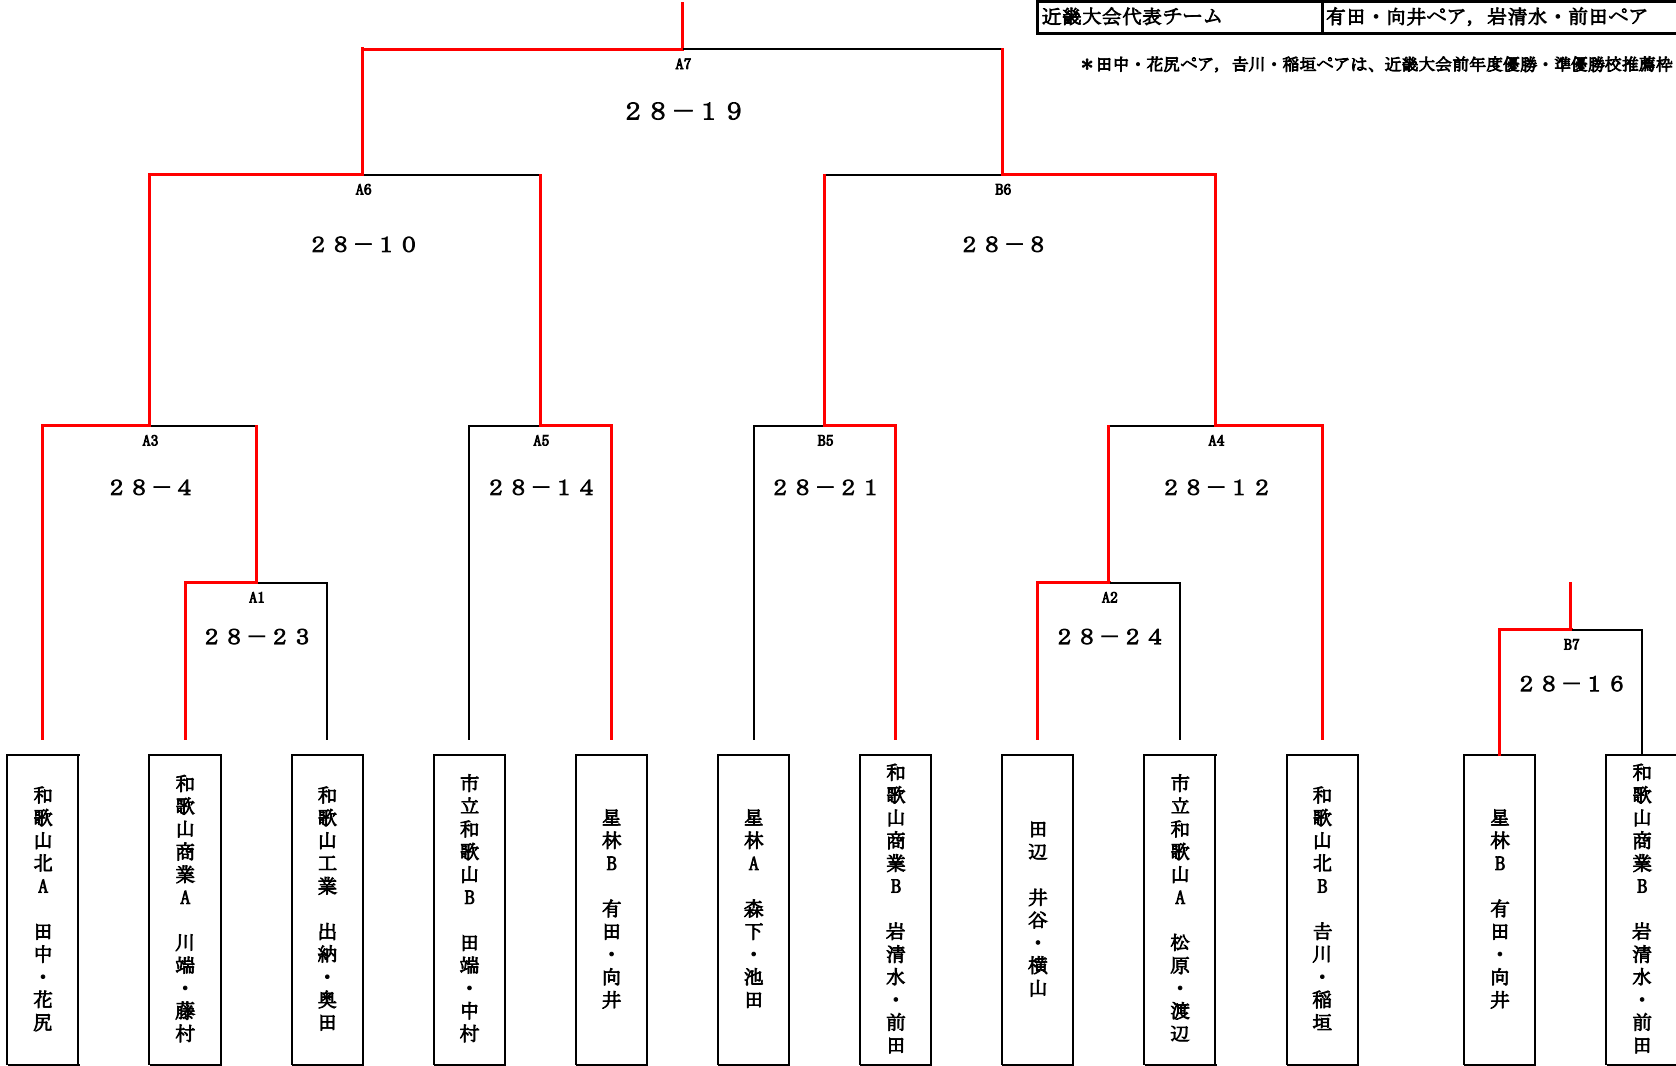 近畿大会代表チーム 有田・向井ペア，岩清水・前田ペア
A7
＊田中・花尻ペア，𠮷川・稲垣ペアは、近畿大会前年度優勝・準優勝校推薦枠
２８－１９
A6 B6
２８－１０ ２８－８
A3 A5 B5 A4
２８－４ ２８－１４ ２８－２１ ２８－１２
A1 A2
２８－２３ ２８－２４
B7
２８－１６
和歌山北A　田中・花尻
和歌山商業A　川端・藤村
和歌山工業　出納・奥田
市立和歌山B　田端・中村
星林B　有田・向井
星林A　森下・池田
和歌山商業B　岩清水・前田
田辺　井谷・横山
市立和歌山A　松原・渡辺
和歌山北B　𠮷川・稲垣
星林B　有田・向井
和歌山商業B　岩清水・前田